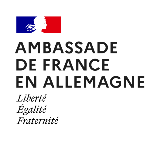 AMBASSADE
DE FRANCE
EN ALLEMAGNE
Liberté
Égalité
Fraternité